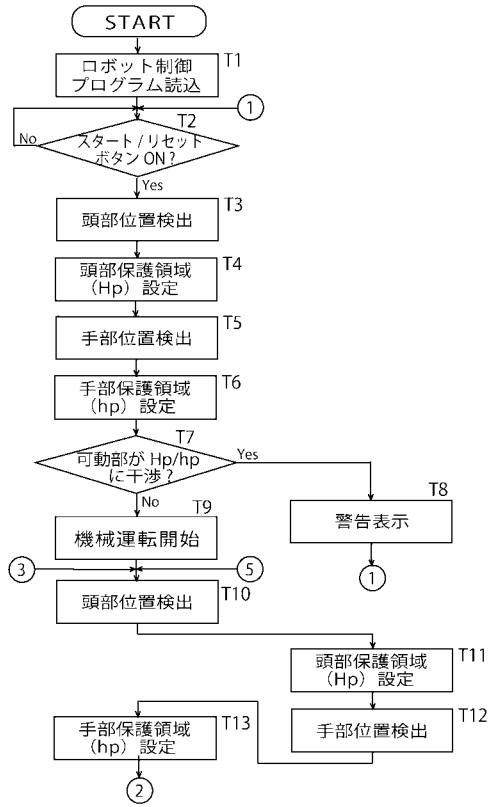 START
T1
ロボット制御
プログラム読込
1
T2
No
スタート/リセット
ボタン ON?
Yes
T3
頭部位置検出
T4
頭部保護領域
(Hp) 設定
T5
手部位置検出
T6
手部保護領域
(hp) 設定
T7
可動部が Hp/hp
に干渉?
Yes
No
T8
警告表示
1
T9
機械運転開始
3
5
T10
頭部位置検出
T11
頭部保護領域
(Hp) 設定
T12
手部位置検出
T13
手部保護領域
(hp) 設定
2